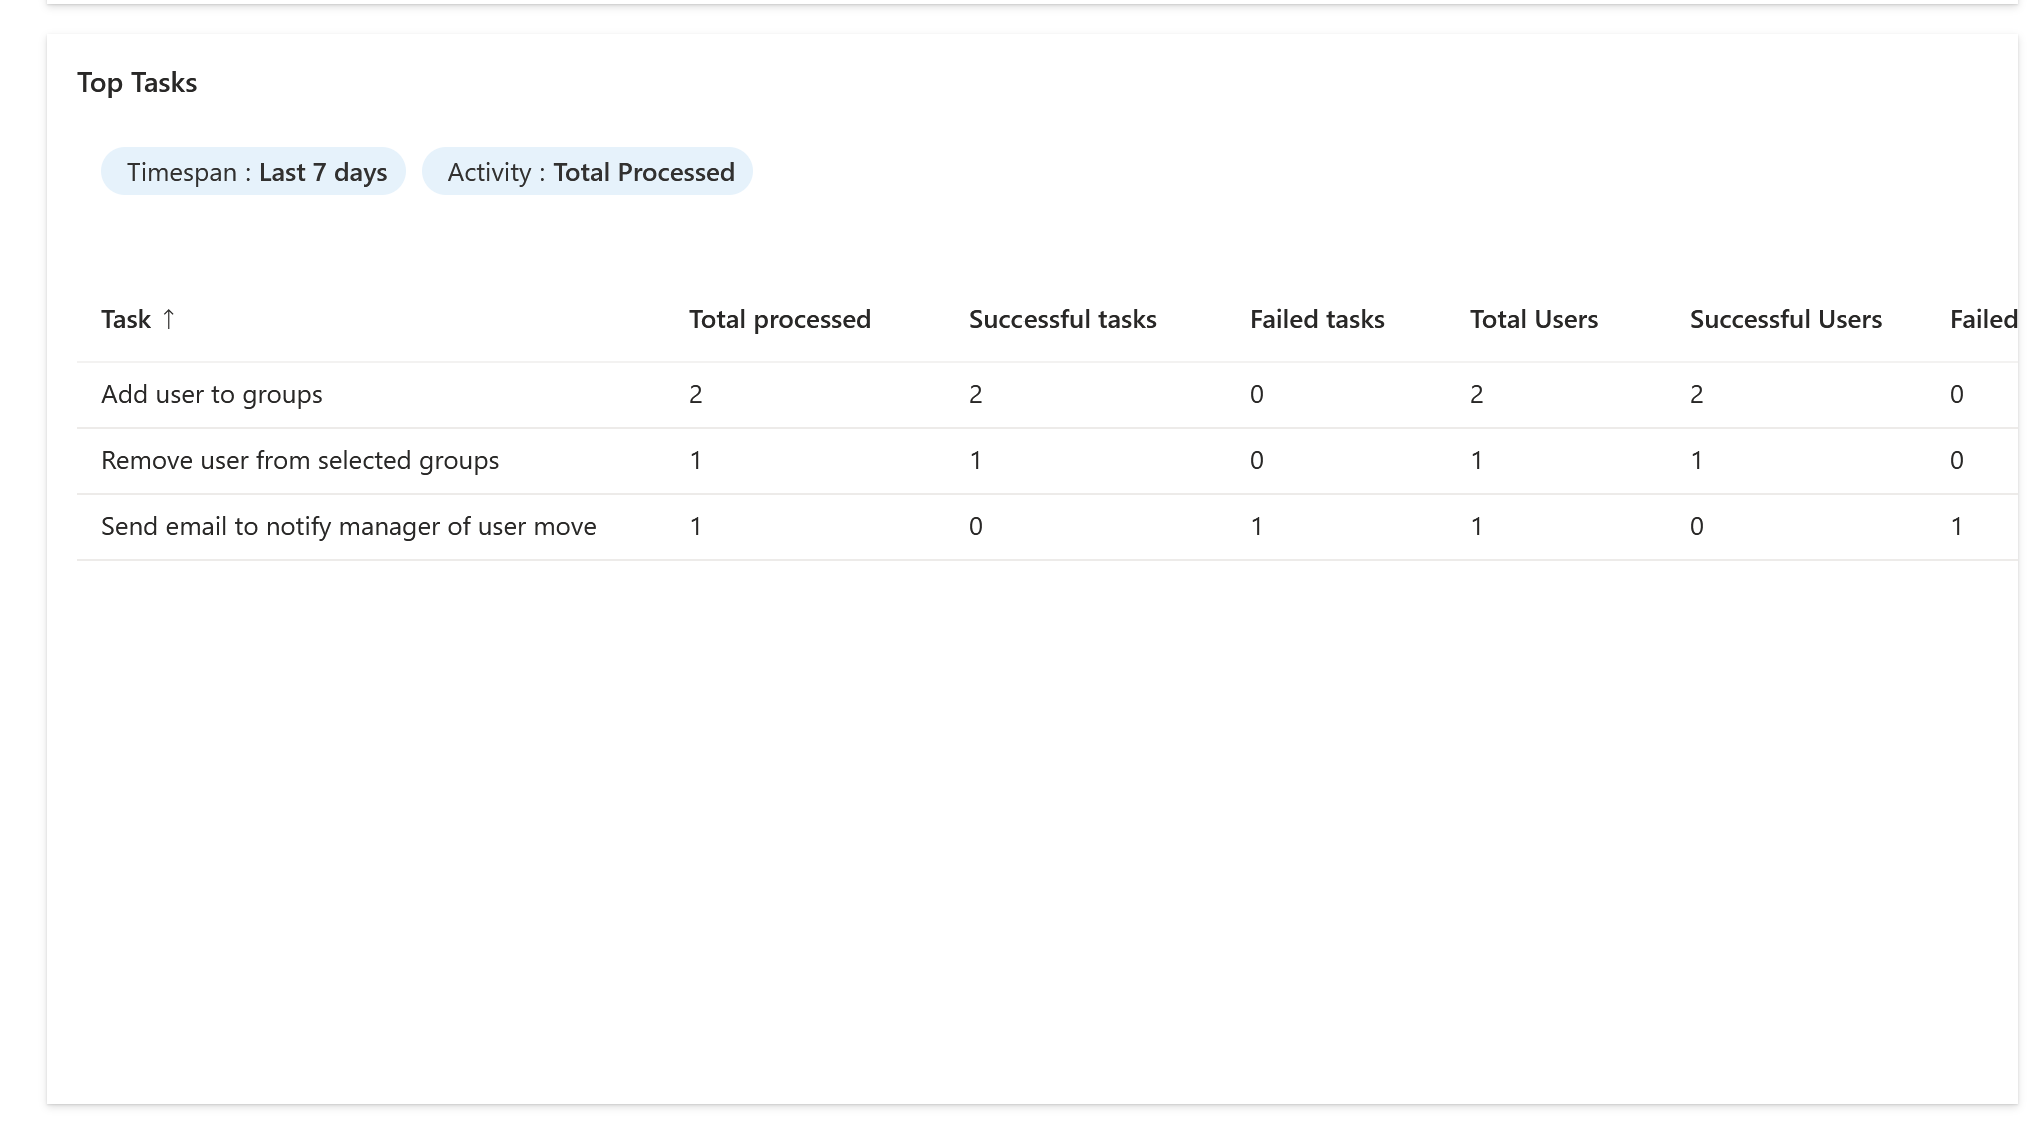 Top Tasks
Timespan : Last 7 days Activity : Total Processed
Task ↑ Total processed Successful tasks Failed tasks Total Users Successful Users Failed
Add user to groups 2 2 0 2 2 0
Remove user from selected groups 1 1 0 1 1 0
Send email to notify manager of user move 1 0 1 1 0 1